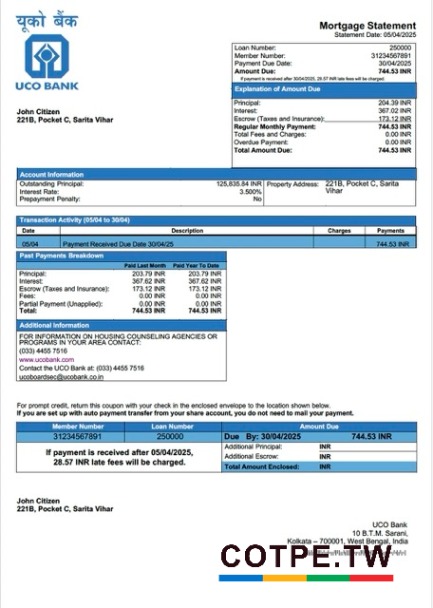 यूको बैंक
UCO BANK
Mortgage Statement
Statement Date: 05/04/2025
Loan Number: 250000
Member Number: 31234567891
Payment Due Date: 30/04/2025
Amount Due: 744.53 INR
If payment is received after 30/04/2025, 28.57 INR late fees will be charged.
John Citizen
221B, Pocket C, Sarita Vihar
Explanation of Amount Due
Principal: 204.39 INR
Interest: 367.02 INR
Escrow (Taxes and Insurance): 173.12 INR
Regular Monthly Payment: 744.53 INR
Total Fees and Charges: 0.00 INR
Overdue Payment: 0.00 INR
Total Amount Due: 744.53 INR
Account Information
Outstanding Principal: 125,835.84 INR
Interest Rate: 3.500%
Prepayment Penalty: No
Property Address: 221B, Pocket C, Sarita
Vihar
Transaction Activity (05/04 to 30/04)
Date Description Charges Payments
05/04 Payment Received Due Date 30/04/25 744.53 INR
Past Payments Breakdown
Paid Last Month Paid Year To Date
Principal: 203.79 INR 203.79 INR
Interest: 367.62 INR 367.62 INR
Escrow (Taxes and Insurance): 173.12 INR 173.12 INR
Fees: 0.00 INR 0.00 INR
Partial Payment (Unapplied): 0.00 INR 0.00 INR
Total: 744.53 INR 744.53 INR
Additional Information
FOR INFORMATION ON HOUSING COUNSELING AGENCIES OR
PROGRAMS IN YOUR AREA CONTACT:
(033) 4455 7516
www.ucobank.com
Contact the UCO Bank at: (033) 4455 7516
ucoboardsec@ucobank.co.in
For prompt credit, return this coupon with your check in the enclosed envelope to the location shown below.
If you are set up with auto payment transfer from your share account, you do not need to mail your payment.
Member Number Loan Number Amount Due
31234567891 250000 Due By: 30/04/2025 744.53 INR
If payment is received after 05/04/2025,
28.57 INR late fees will be charged.
Additional Principal: INR
Additional Escrow: INR
Total Amount Enclosed: INR
John Citizen
221B, Pocket C, Sarita Vihar
UCO Bank
10 B.T.M. Sarani,
Kolkata – 700001, West Bengal, India
COTPE.TW